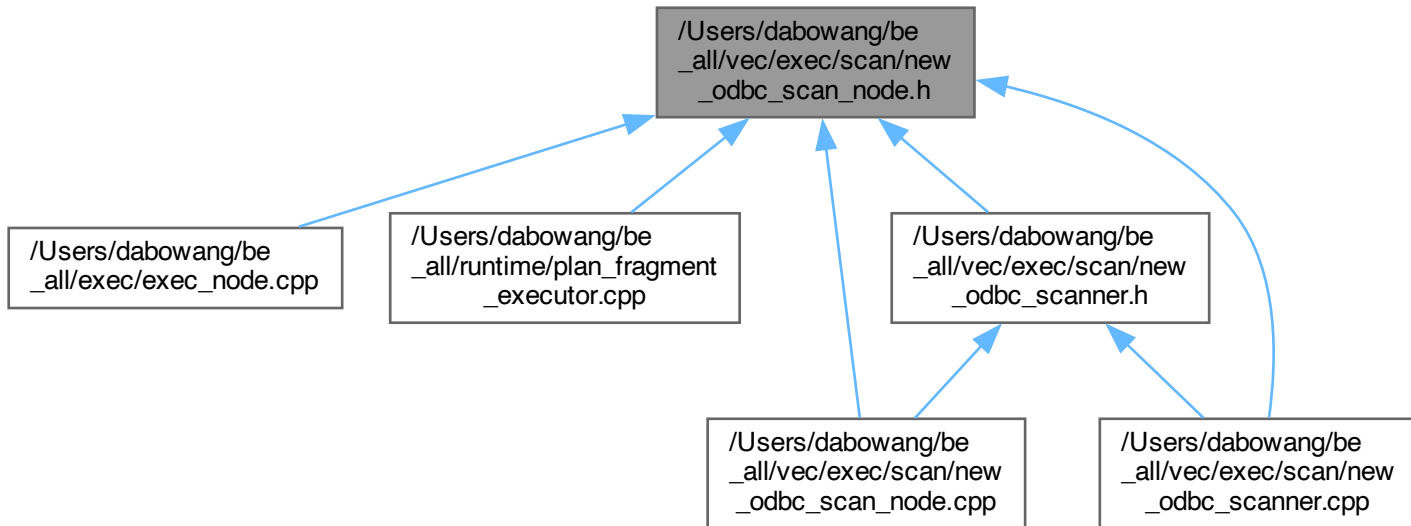 /Users/dabowang/be
_all/vec/exec/scan/new
_odbc_scan_node.h
/Users/dabowang/be
_all/exec/exec_node.cpp
/Users/dabowang/be
_all/runtime/plan_fragment
_executor.cpp
/Users/dabowang/be
_all/vec/exec/scan/new
_odbc_scanner.h
/Users/dabowang/be
_all/vec/exec/scan/new
_odbc_scan_node.cpp
/Users/dabowang/be
_all/vec/exec/scan/new
_odbc_scanner.cpp